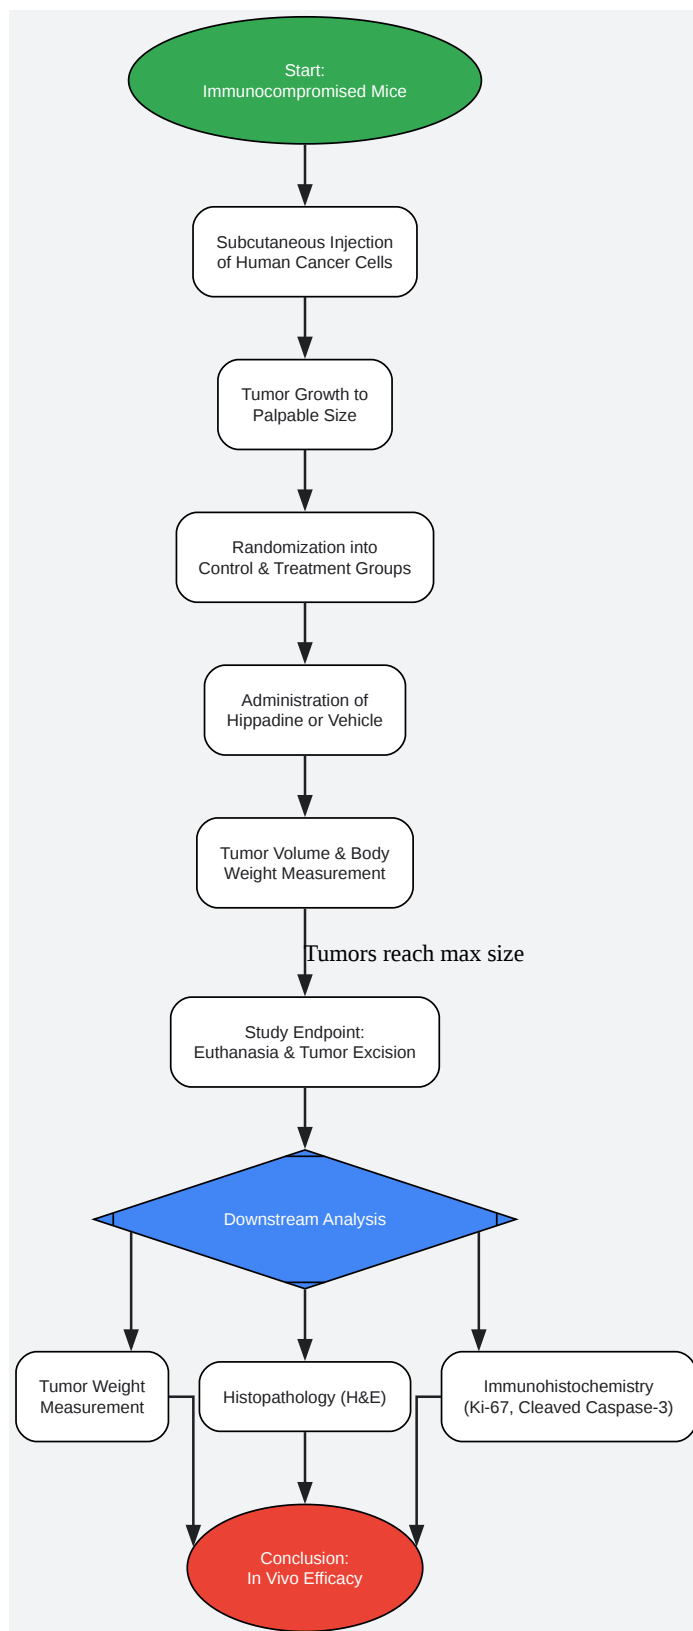 Start:
Immunocompromised Mice
Subcutaneous Injection
of Human Cancer Cells
Tumor Growth to
Palpable Size
Randomization into
Control & Treatment Groups
Administration of
Hippadine or Vehicle
Tumor Volume & Body
Weight Measurement
Tumors reach max size
Study Endpoint:
Euthanasia & Tumor Excision
Downstream Analysis
Tumor Weight
Measurement
Histopathology (H&E)
Immunohistochemistry
(Ki-67, Cleaved Caspase-3)
Conclusion:
In Vivo Efficacy